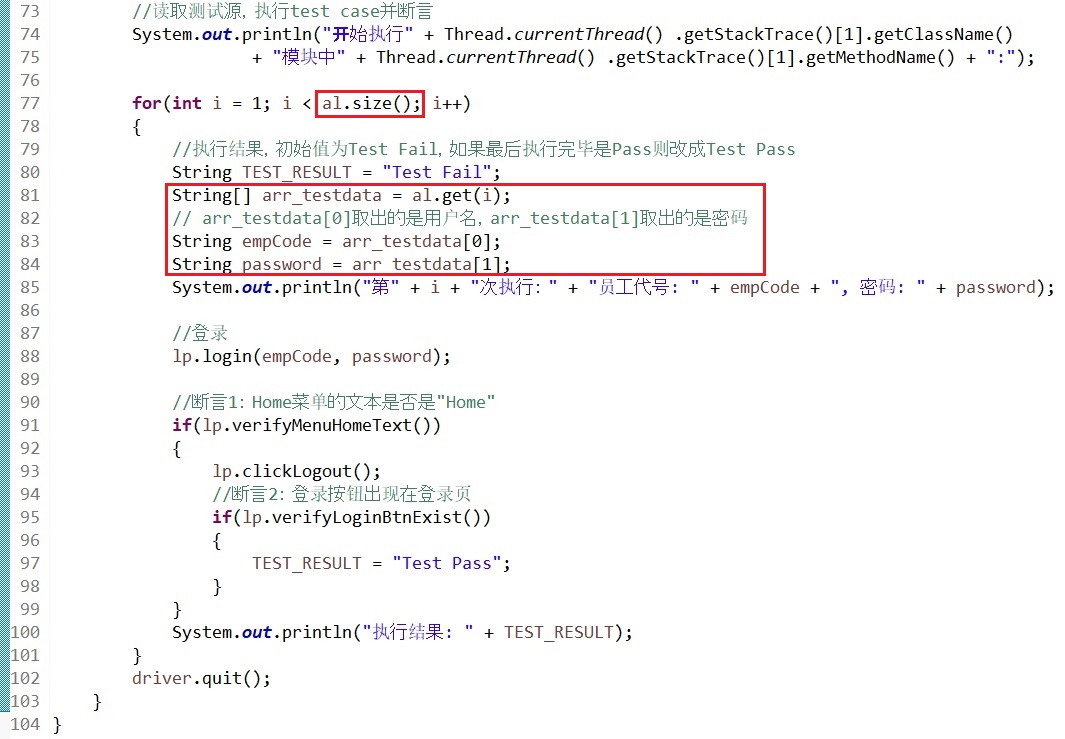 73 //读取测试源, 执行test case并断言
74 System.out.println("开始执行" + Thread.currentThread() .getStackTrace()[1].getClassName()
75 + "模块中" + Thread.currentThread() .getStackTrace()[1].getMethodName() + ":");
76
77 for(int i = 1; i < al.size(); i++)
78 {
79 //执行结果, 初始值为Test Fail, 如果最后执行完毕是Pass则改成Test Pass
80 String TEST_RESULT = "Test Fail";
81 String[] arr_testdata = al.get(i);
82 // arr_testdata[0]取出的是用户名, arr_testdata[1]取出的是密码
83 String empCode = arr_testdata[0];
84 String password = arr_testdata[1];
85 System.out.println("第" + i + "次执行: " + "员工代号: " + empCode + ", 密码: " + password);
86
87 //登录
88 lp.login(empCode, password);
89
90 //断言1: Home菜单的文本是否是"Home"
91 if(lp.verifyMenuHomeText())
92 {
93 lp.clickLogout();
94 //断言2: 登录按钮出现在登录页
95 if(lp.verifyLoginBtnExist())
96 {
97 TEST_RESULT = "Test Pass";
98 }
99 }
100 System.out.println("执行结果: " + TEST_RESULT);
101 }
102 driver.quit();
103 }
104 }